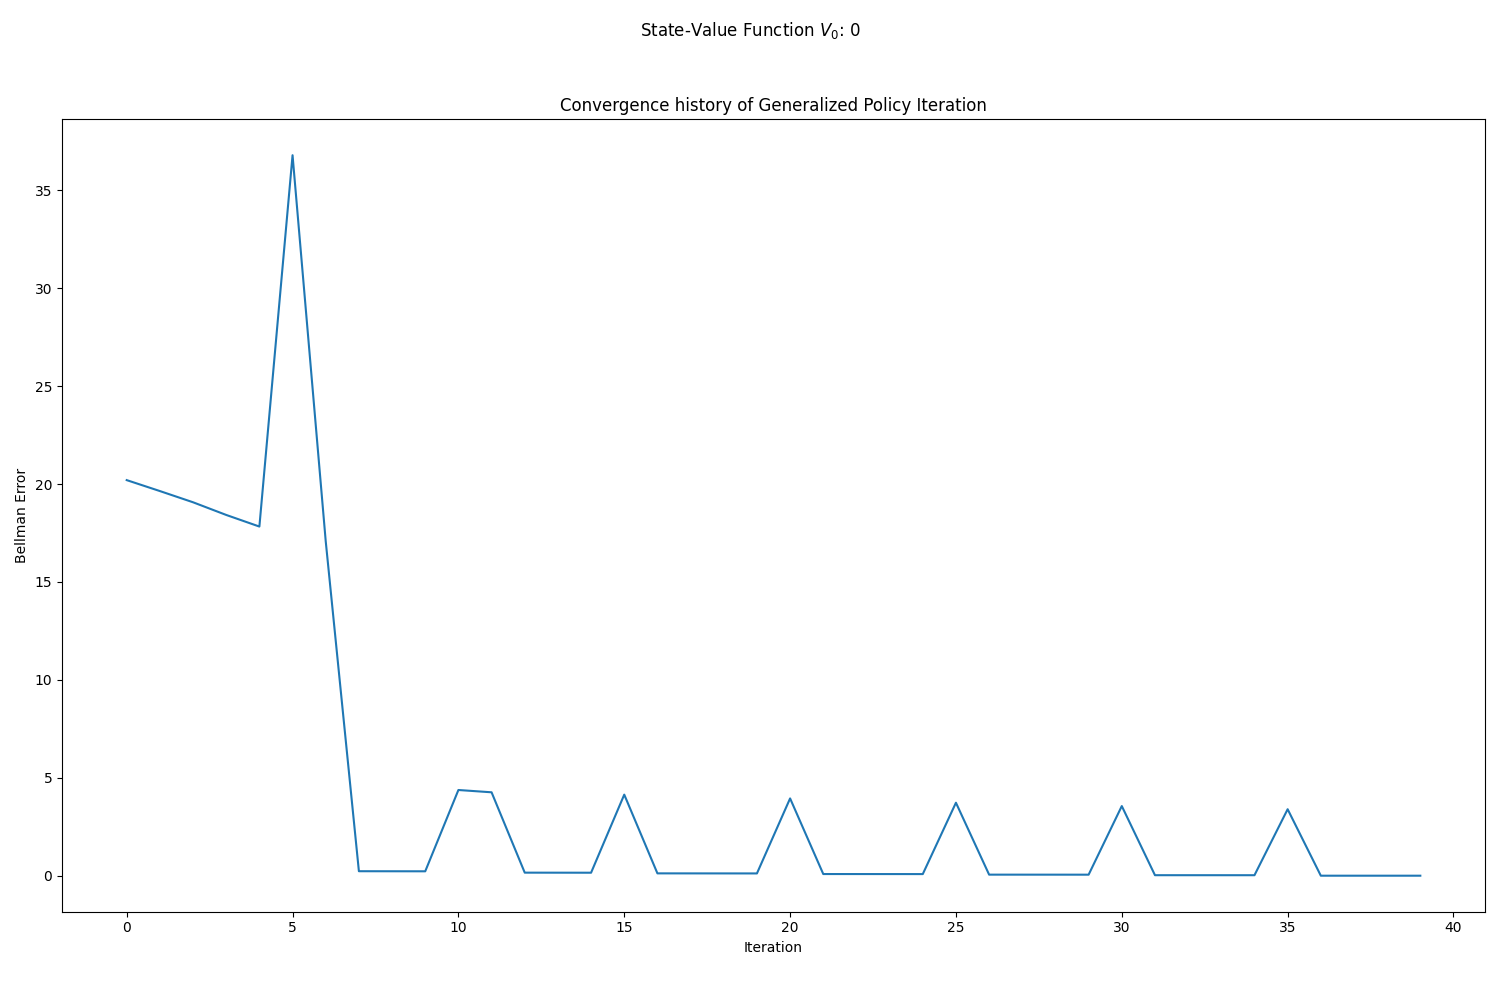 State-Value Function $V_0$: 0
Convergence history of Generalized Policy Iteration
Bellman Error
35
30
25
20
15
10
5
0
0 5 10 15 20 25 30 35 40
Iteration